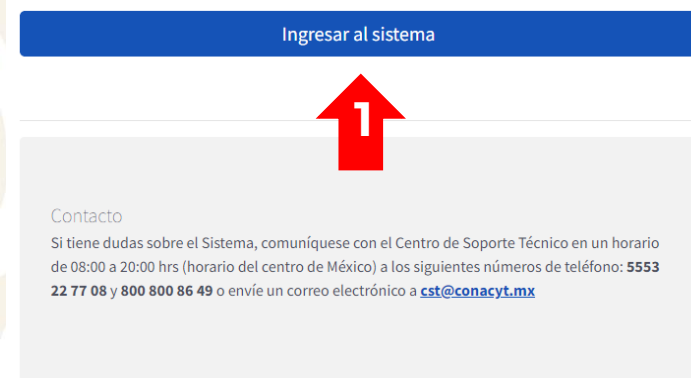 Ingresar al sistema
1
Contacto
Si tiene dudas sobre el Sistema, comuníquese con el Centro de Soporte Técnico en un horario
de 08:00 a 20:00 hrs (horario del centro de México) a los siguientes números de teléfono: 5553
22 77 08 y 800 800 86 49 o envíe un correo electrónico a cst@conacyt.mx